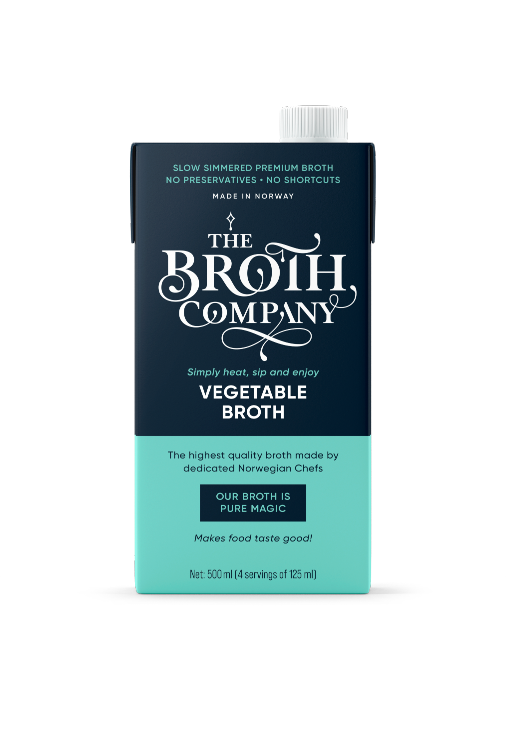 SLOW SIMMERED PREMIUM BROTH
NO PRESERVATIVES • NO SHORTCUTS
MADE IN NORWAY
THE
BROTH
COMPANY
Simply heat, sip and enjoy
VEGETABLE
BROTH
The highest quality broth made by
dedicated Norwegian Chefs
OUR BROTH IS
PURE MAGIC
Makes food taste good!
Net: 500 ml (4 servings of 125 ml)